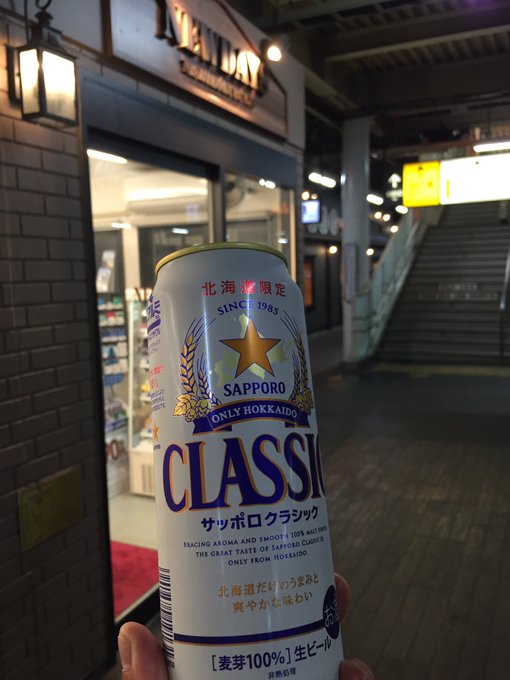 NEWDAYS
北海道限定
SINCE 1985
SAPPORO
ONLY HOKKAIDO
CLASSIC
サッポロクラシック
BRACING AROMA AND SMOOTH 100% MALT
THE GREAT TASTE OF SAPPORO CLASSIC IS
ONLY FROM HOKKAIDO.
北海道だけのうまみと
爽やかな味わい
お酒
[麦芽100%]生ビール
非熱処理